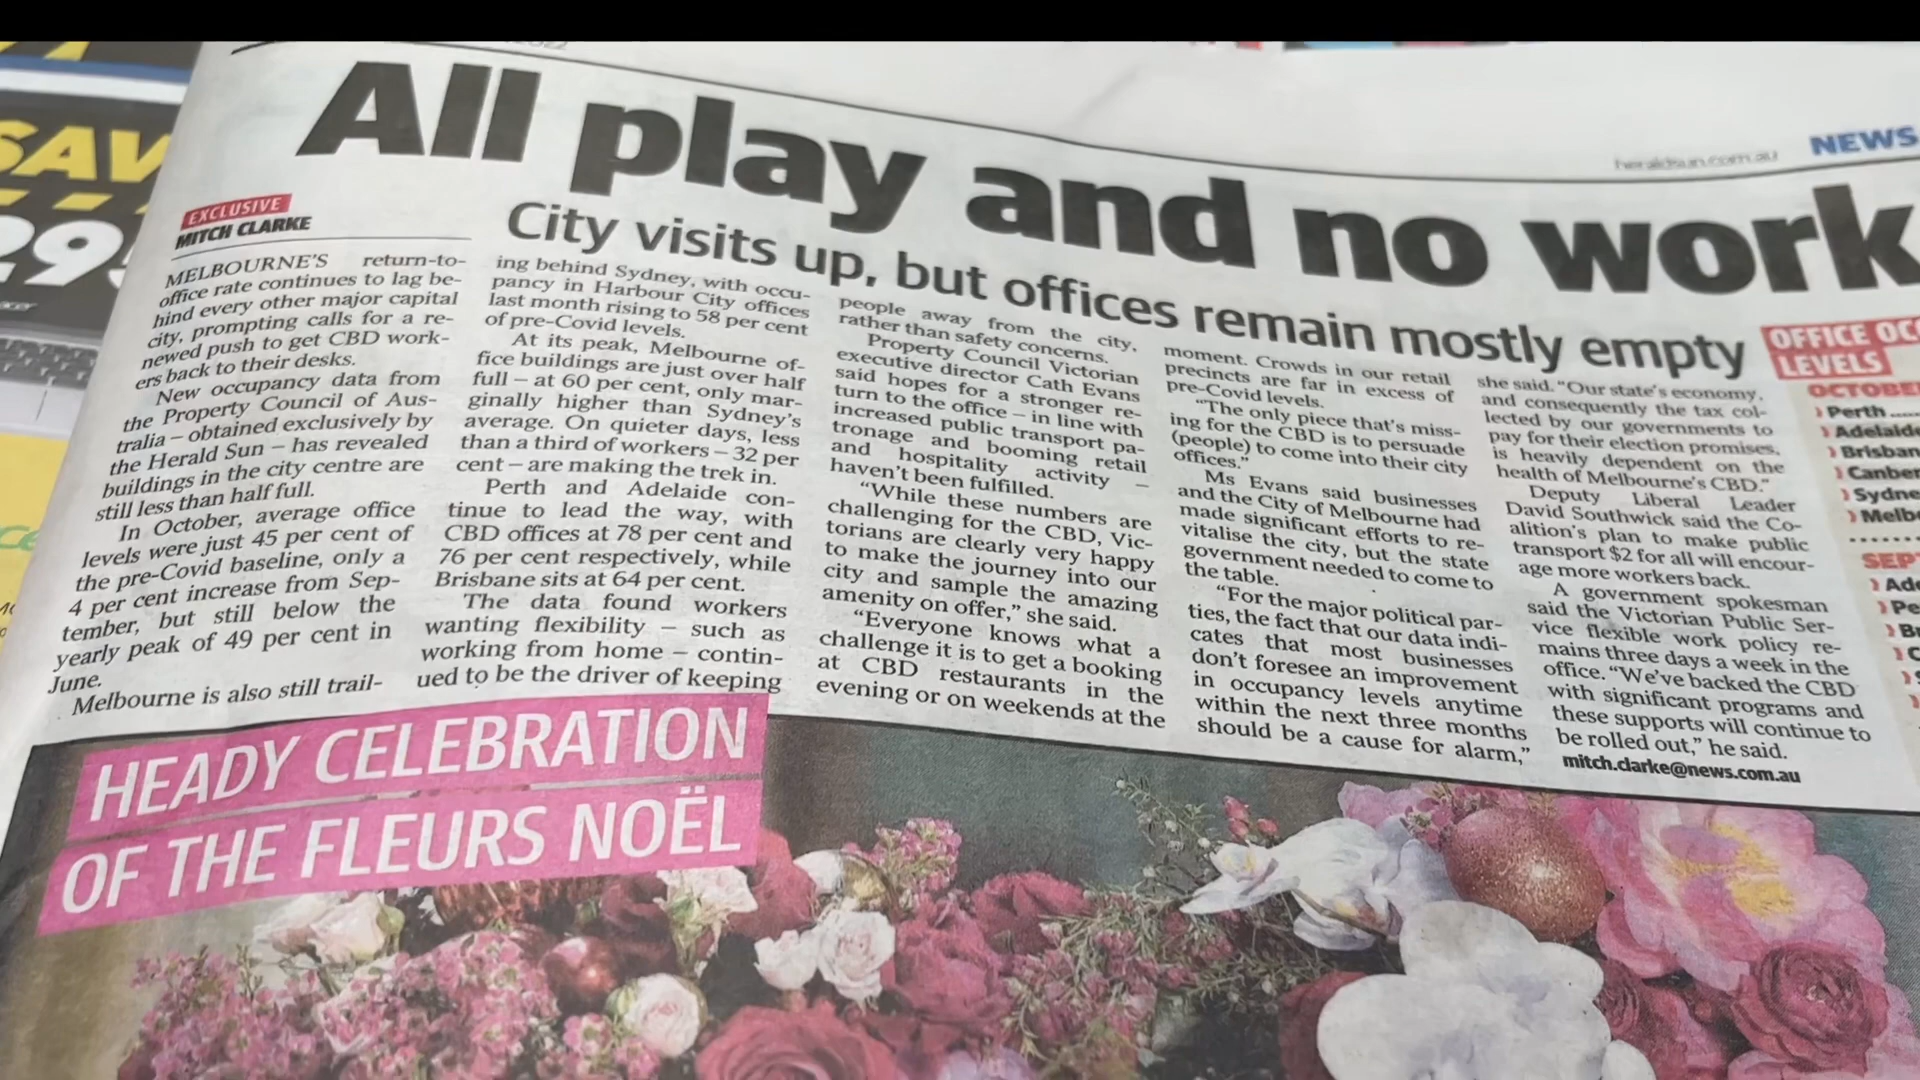 SAV
295
acer
heraldsun.com.au NEWS
All play and no work
City visits up, but offices remain mostly empty
EXCLUSIVE
MITCH CLARKE
MELBOURNE'S return-to-
office rate continues to lag be-
hind every other major capital
city, prompting calls for a re-
newed push to get CBD work-
ers back to their desks.
New occupancy data from
the Property Council of Aus-
tralia – obtained exclusively by
the Herald Sun – has revealed
buildings in the city centre are
still less than half full.
In October, average office
levels were just 45 per cent of
the pre-Covid baseline, only a
4 per cent increase from Sep-
tember, but still below the
yearly peak of 49 per cent in
June.
Melbourne is also still trail-
ing behind Sydney, with occu-
pancy in Harbour City offices
last month rising to 58 per cent
of pre-Covid levels.
At its peak, Melbourne of-
fice buildings are just over half
full – at 60 per cent, only mar-
ginally higher than Sydney's
average. On quieter days, less
than a third of workers – 32 per
cent – are making the trek in.
Perth and Adelaide con-
tinue to lead the way, with
CBD offices at 78 per cent and
76 per cent respectively, while
Brisbane sits at 64 per cent.
The data found workers
wanting flexibility – such as
working from home – contin-
ued to be the driver of keeping
people away from the city,
rather than safety concerns.
Property Council Victorian
executive director Cath Evans
said hopes for a stronger re-
turn to the office – in line with
increased public transport pa-
tronage and booming retail
and hospitality activity –
haven't been fulfilled.
"While these numbers are
challenging for the CBD, Vic-
torians are clearly very happy
to make the journey into our
city and sample the amazing
amenity on offer," she said.
"Everyone knows what a
challenge it is to get a booking
at CBD restaurants in the
evening or on weekends at the
moment. Crowds in our retail
precincts are far in excess of
pre-Covid levels.
"The only piece that's miss-
ing for the CBD is to persuade
(people) to come into their city
offices."
Ms Evans said businesses
and the City of Melbourne had
made significant efforts to re-
vitalise the city, but the state
government needed to come to
the table.
"For the major political par-
ties, the fact that our data indi-
cates that most businesses
don't foresee an improvement
in occupancy levels anytime
within the next three months
should be a cause for alarm,"
she said. "Our state's economy,
and consequently the tax col-
lected by our governments to
pay for their election promises,
is heavily dependent on the
health of Melbourne's CBD."
Deputy Liberal Leader
David Southwick said the Co-
alition's plan to make public
transport $2 for all will encour-
age more workers back.
A government spokesman
said the Victorian Public Ser-
vice flexible work policy re-
mains three days a week in the
office. "We've backed the CBD
with significant programs and
these supports will continue to
be rolled out," he said.
mitch.clarke@news.com.au
OFFICE OC
LEVELS
OCTOBE
Perth......
Adelaide
Brisban
Canber
Sydne
Melbo
SEP
Ade
Pe
Br
C
S
HEADY CELEBRATION
OF THE FLEURS NOËL